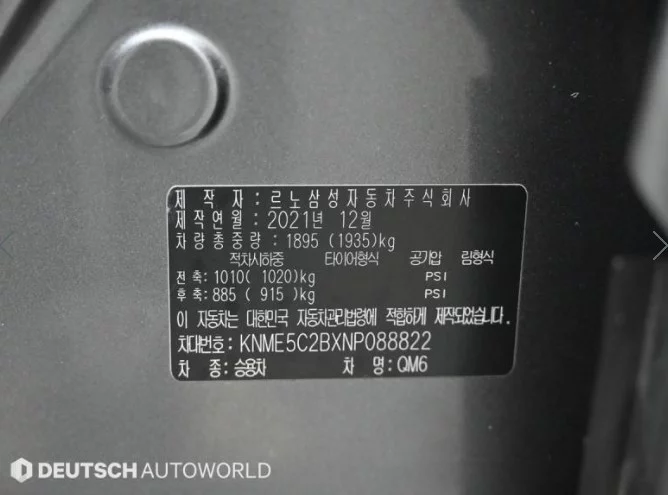 제 작 자 : 르노삼성자동차주식회사
제작연월 : 2021년 12월
차량총중량 : 1895 (1935)kg
적차시하중 타이어형식 공기압 림형식
전 축 : 1010( 1020)kg PSI
후 축 : 885 ( 915 )kg PSI
이 자동차는 대한민국 자동차관리법령에 적합하게 제작되었습니다.
차대번호 : KNME5C2BXNP088822
차 종 : 승용차 차 명 : QM6
DEUTSCH AUTOWORLD